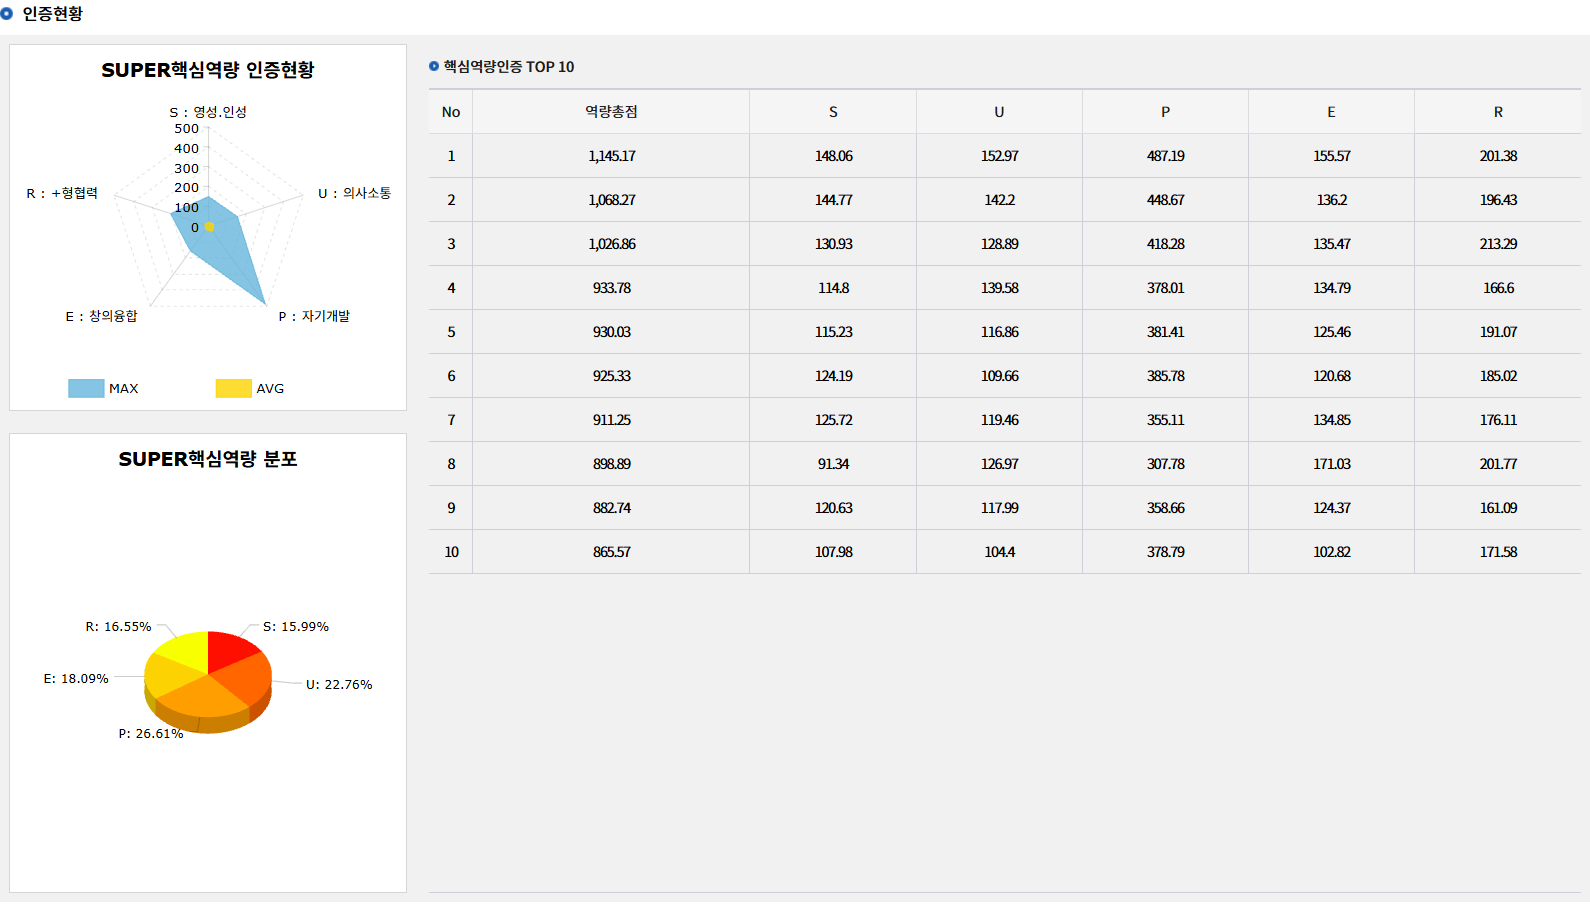 인증현황
SUPER핵심역량 인증현황
S : 영성.인성
500
400
300
200
100
0
R : +형협력
U : 의사소통
E : 창의융합
P : 자기개발
MAX
AVG
SUPER핵심역량 분포
R: 16.55%
S: 15.99%
E: 18.09%
U: 22.76%
P: 26.61%
핵심역량인증 TOP 10
No 역량총점 S U P E R
1 1,145.17 148.06 152.97 487.19 155.57 201.38
2 1,068.27 144.77 142.2 448.67 136.2 196.43
3 1,026.86 130.93 128.89 418.28 135.47 213.29
4 933.78 114.8 139.58 378.01 134.79 166.6
5 930.03 115.23 116.86 381.41 125.46 191.07
6 925.33 124.19 109.66 385.78 120.68 185.02
7 911.25 125.72 119.46 355.11 134.85 176.11
8 898.89 91.34 126.97 307.78 171.03 201.77
9 882.74 120.63 117.99 358.66 124.37 161.09
10 865.57 107.98 104.4 378.79 102.82 171.58